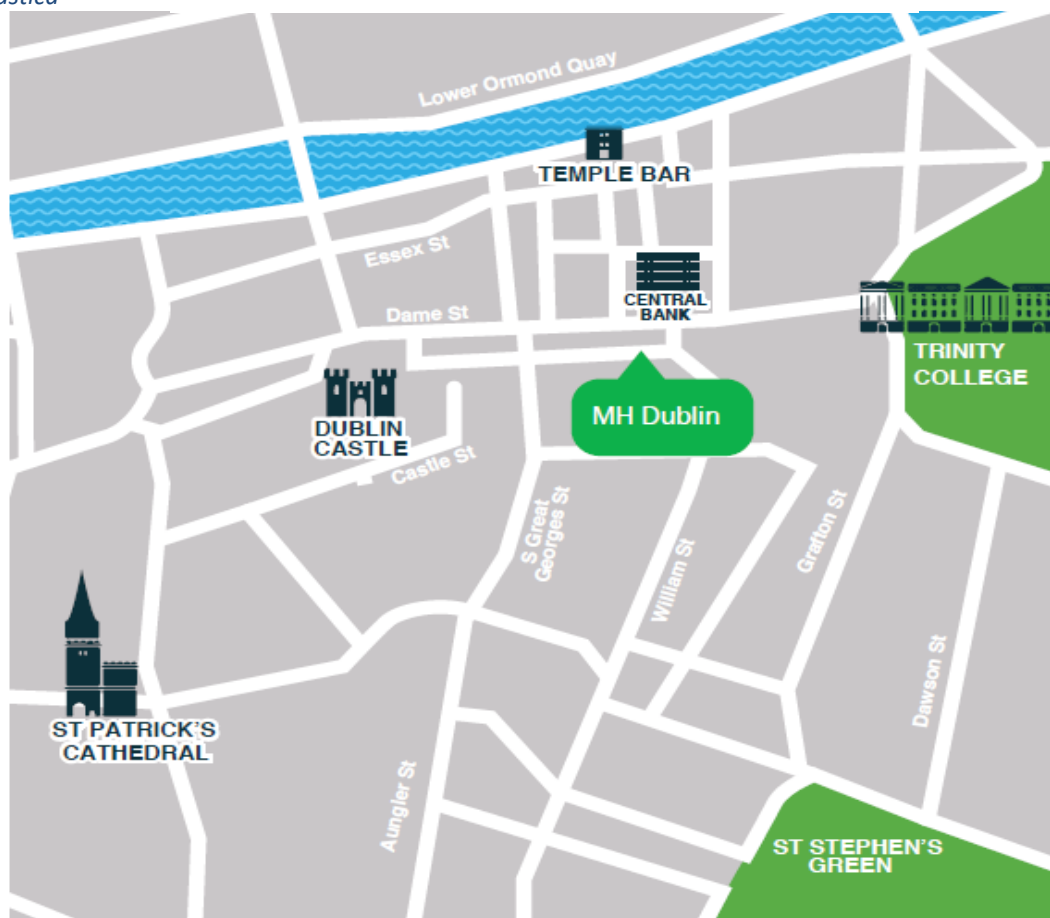 Lower Ormond Quay
TEMPLE BAR
Essex St
CENTRAL
BANK
Dame St
TRINITY
COLLEGE
MH Dublin
DUBLIN
CASTLE
Castle St
S Great
Georges St
Grafton St
William St
Dawson St
ST PATRICK'S
CATHEDRAL
Aungler St
ST STEPHEN'S
GREEN